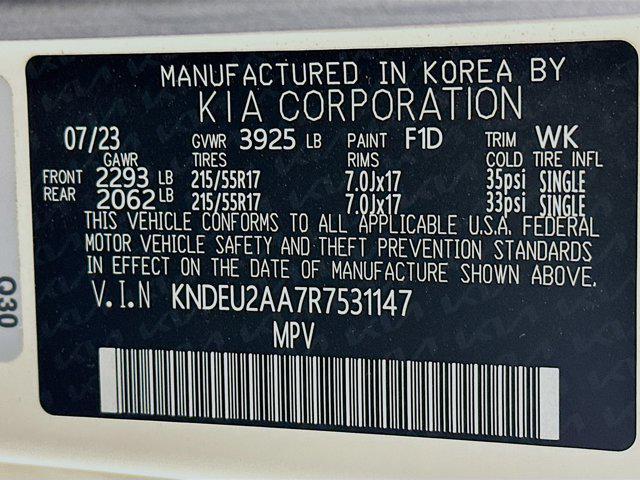 MANUFACTURED IN KOREA BY
KIA CORPORATION
07/23 GVWR 3925 LB PAINT F1D TRIM WK
GAWR TIRES RIMS COLD TIRE INFL
FRONT 2293 LB 215/55R17 7.0Jx17 35psi SINGLE
REAR 2062 LB 215/55R17 7.0Jx17 33psi SINGLE
THIS VEHICLE CONFORMS TO ALL APPLICABLE U.S.A. FEDERAL
MOTOR VEHICLE SAFETY AND THEFT PREVENTION STANDARDS
IN EFFECT ON THE DATE OF MANUFACTURE SHOWN ABOVE.
V.I.N KNDEU2AA7R7531147
MPV
Q30